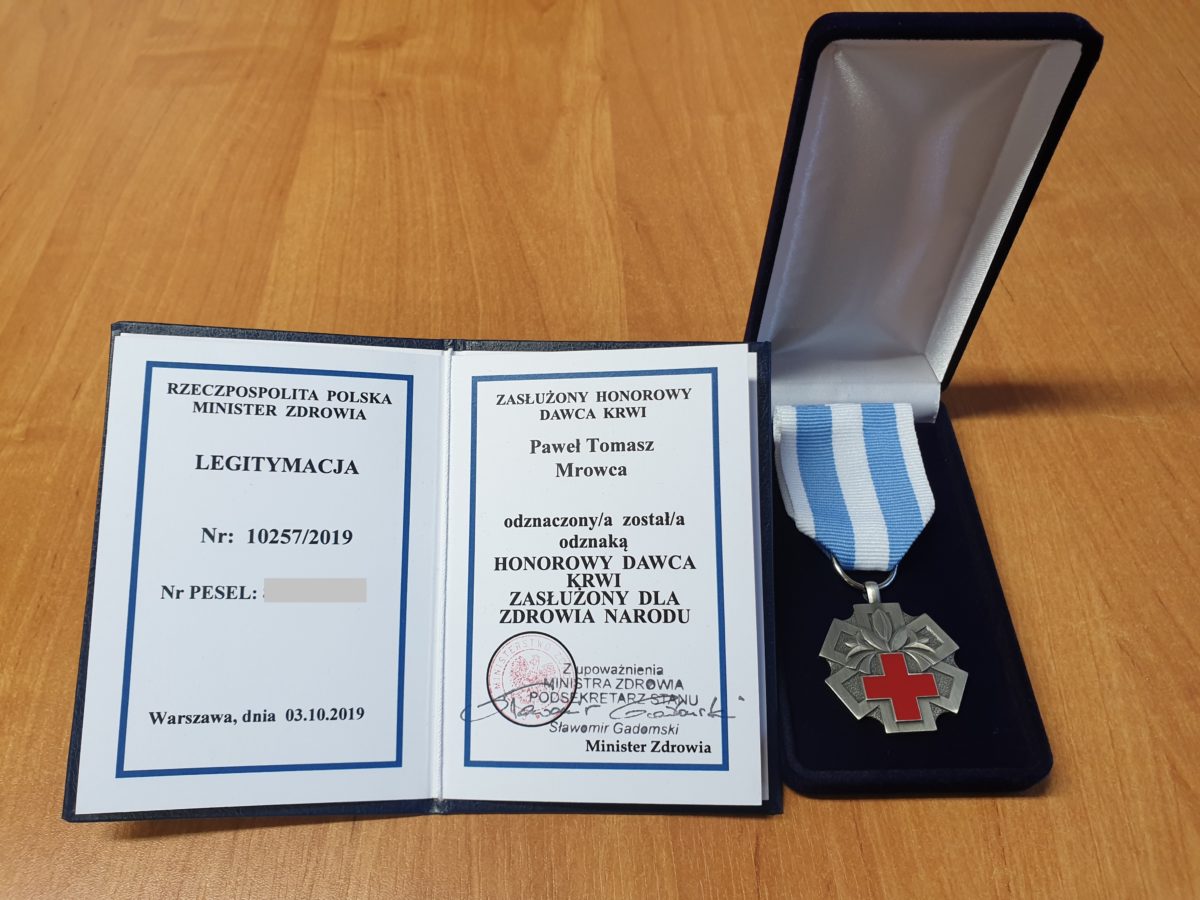 RZECZPOSPOLITA POLSKA
MINISTER ZDROWIA
LEGITYMACJA
Nr: 10257/2019
Nr PESEL:
Warszawa, dnia 03.10.2019
ZASŁUŻONY HONOROWY
DAWCA KRWI
Paweł Tomasz
Mrowca
odznaczony/a został/a
odznaką
HONOROWY DAWCA
KRWI
ZASŁUŻONY DLA
ZDROWIA NARODU
MINISTERSTWO
Z upoważnienia
MINISTRA ZDROWIA
PODSEKRETARZ STANU
Sławomir Gadomski
Minister Zdrowia